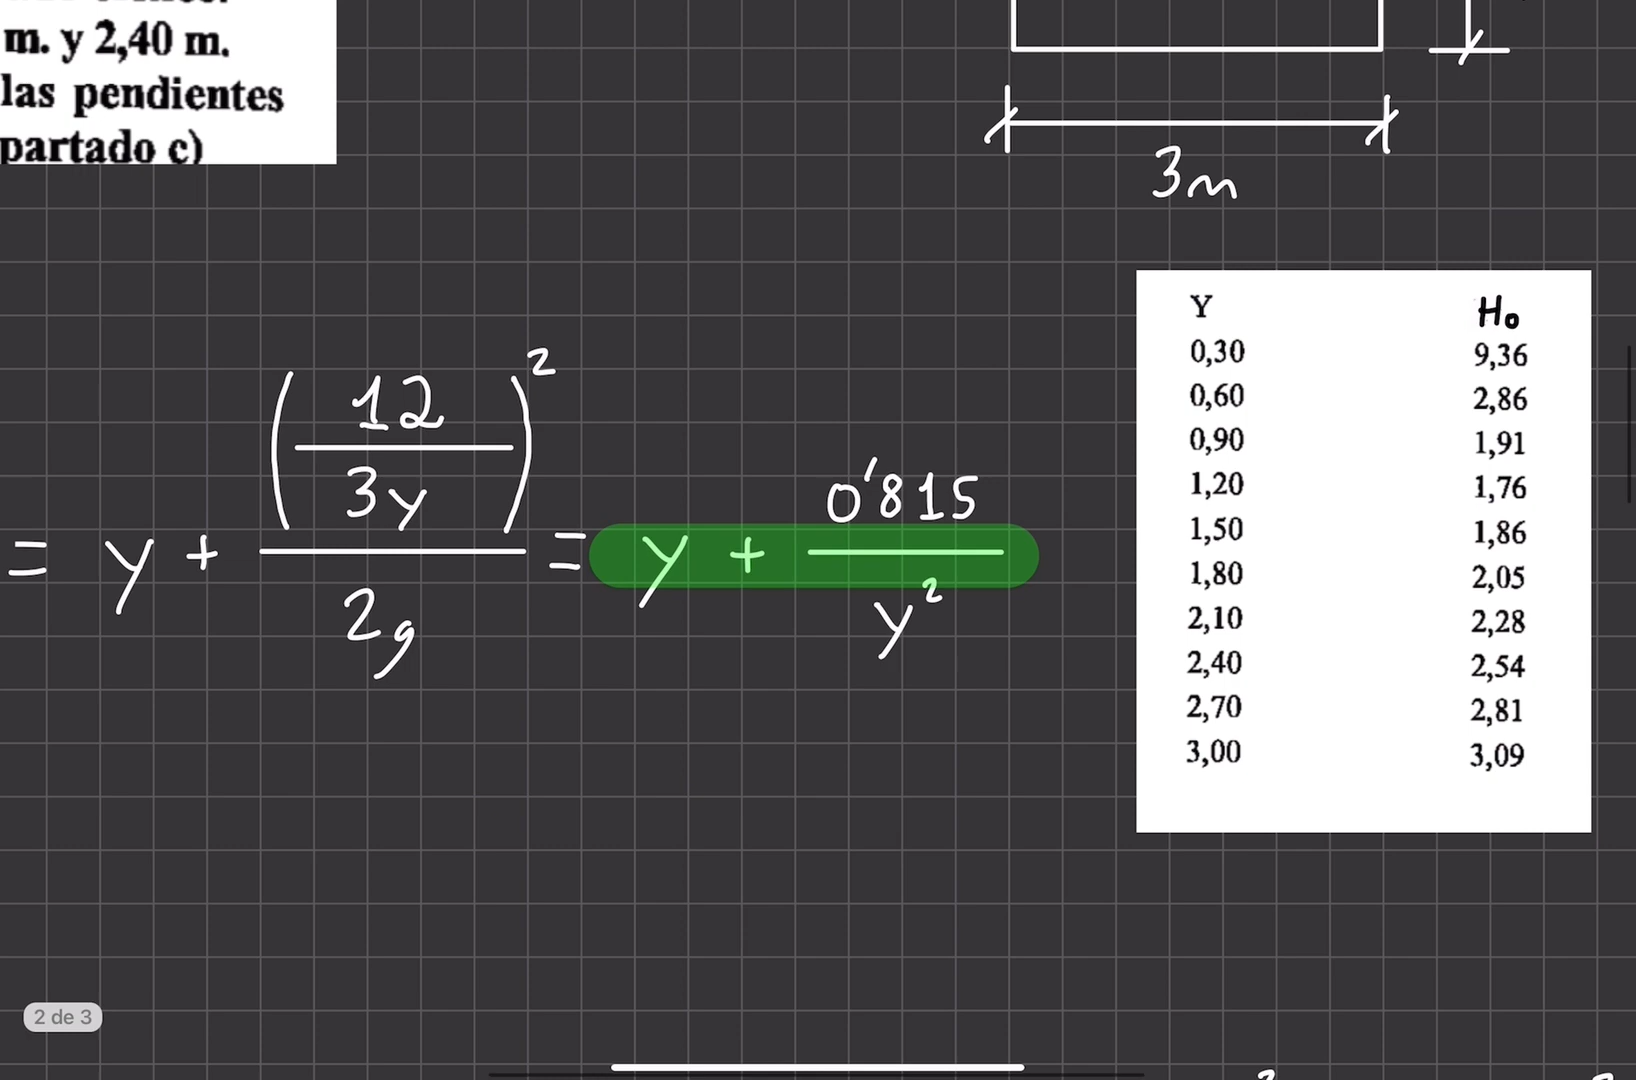 m. y 2,40 m.
las pendientes
partado c)
3m
= y + (12 / 3y)² / 2g = y + 0'815 / y²
Y H₀
0,30 9,36
0,60 2,86
0,90 1,91
1,20 1,76
1,50 1,86
1,80 2,05
2,10 2,28
2,40 2,54
2,70 2,81
3,00 3,09
2 de 3